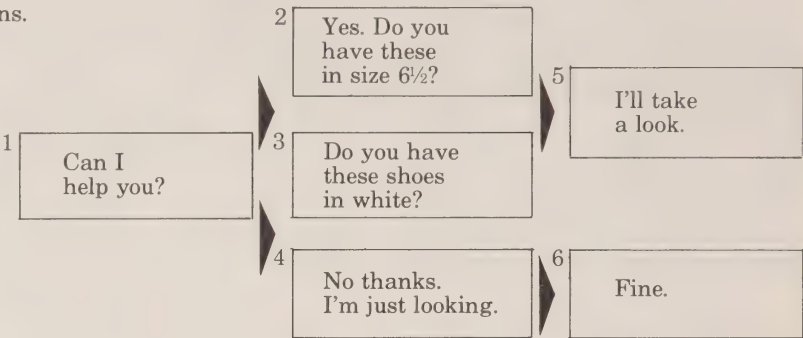 ns.
1
Can I
help you?
2
Yes. Do you
have these
in size 6½?
3
Do you have
these shoes
in white?
4
No thanks.
I'm just looking.
5
I'll take
a look.
6
Fine.